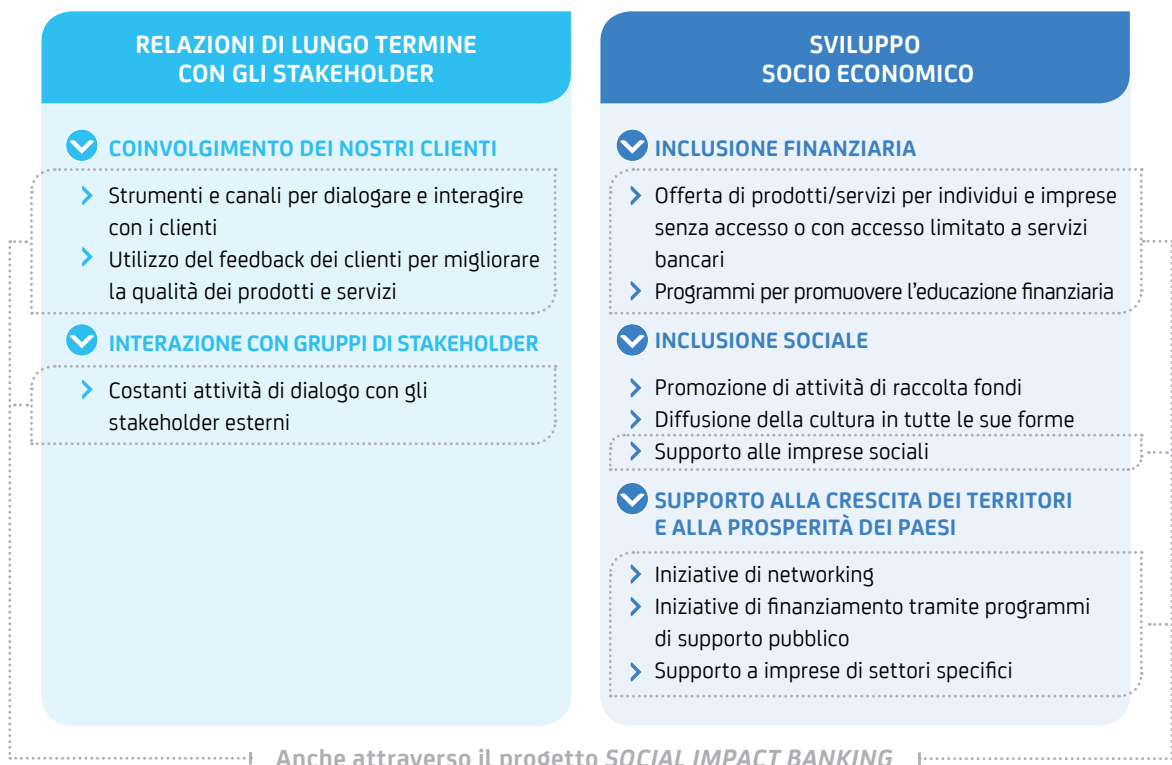 RELAZIONI DI LUNGO TERMINE
CON GLI STAKEHOLDER
COINVOLGIMENTO DEI NOSTRI CLIENTI
Strumenti e canali per dialogare e interagire
con i clienti
Utilizzo del feedback dei clienti per migliorare
la qualità dei prodotti e servizi
INTERAZIONE CON GRUPPI DI STAKEHOLDER
Costanti attività di dialogo con gli
stakeholder esterni
SVILUPPO
SOCIO ECONOMICO
INCLUSIONE FINANZIARIA
Offerta di prodotti/servizi per individui e imprese
senza accesso o con accesso limitato a servizi
bancari
Programmi per promuovere l'educazione finanziaria
INCLUSIONE SOCIALE
Promozione di attività di raccolta fondi
Diffusione della cultura in tutte le sue forme
Supporto alle imprese sociali
SUPPORTO ALLA CRESCITA DEI TERRITORI
E ALLA PROSPERITÀ DEI PAESI
Iniziative di networking
Iniziative di finanziamento tramite programmi
di supporto pubblico
Supporto a imprese di settori specifici
Anche attraverso il progetto SOCIAL IMPACT BANKING